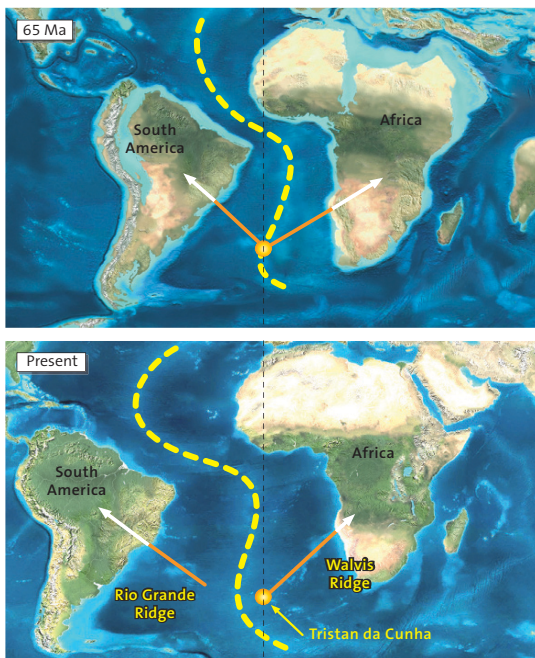 65 Ma
South
America
Africa
Present
South
America
Africa
Rio Grande
Ridge
Walvis
Ridge
Tristan da Cunha